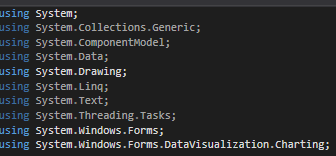 using System;
using System.Collections.Generic;
using System.ComponentModel;
using System.Data;
using System.Drawing;
using System.Linq;
using System.Text;
using System.Threading.Tasks;
using System.Windows.Forms;
using System.Windows.Forms.DataVisualization.Charting;